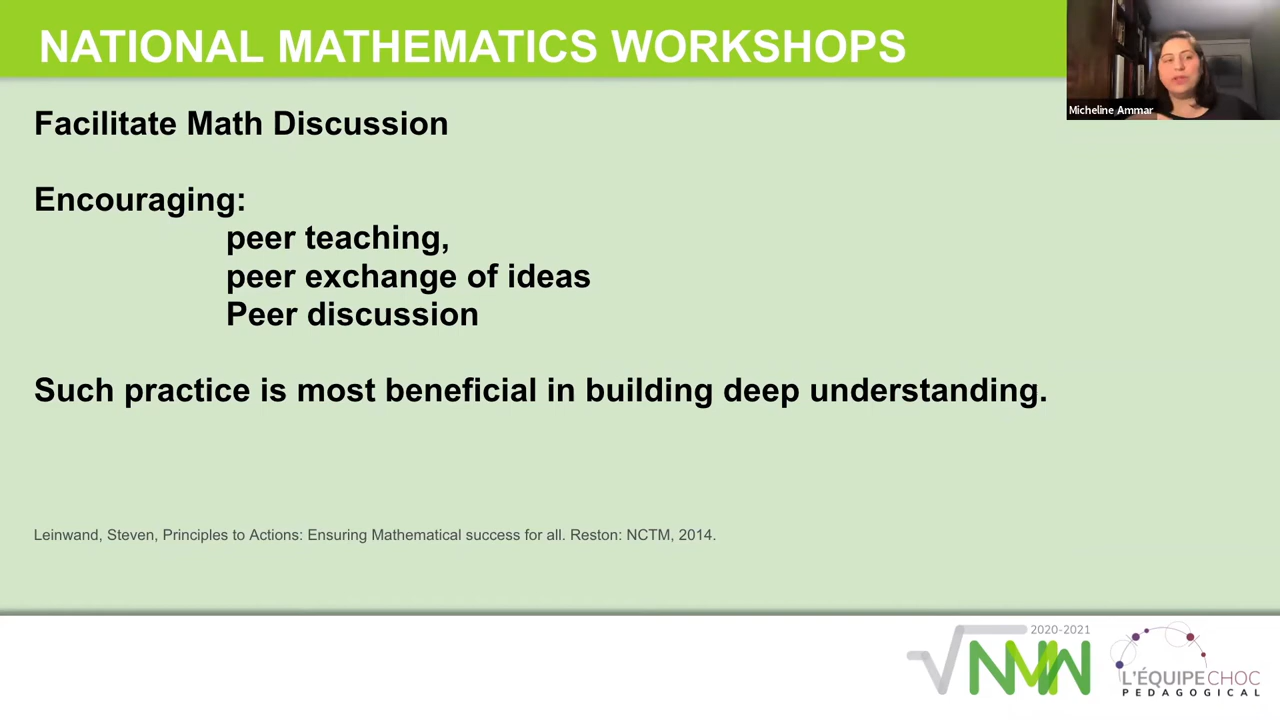 NATIONAL MATHEMATICS WORKSHOPS
Micheline Ammar
Facilitate Math Discussion
Encouraging:
peer teaching,
peer exchange of ideas
Peer discussion
Such practice is most beneficial in building deep understanding.
Leinwand, Steven, Principles to Actions: Ensuring Mathematical success for all. Reston: NCTM, 2014.
2020-2021
NMW
L'ÉQUIPECHOC
PEDAGOGICAL